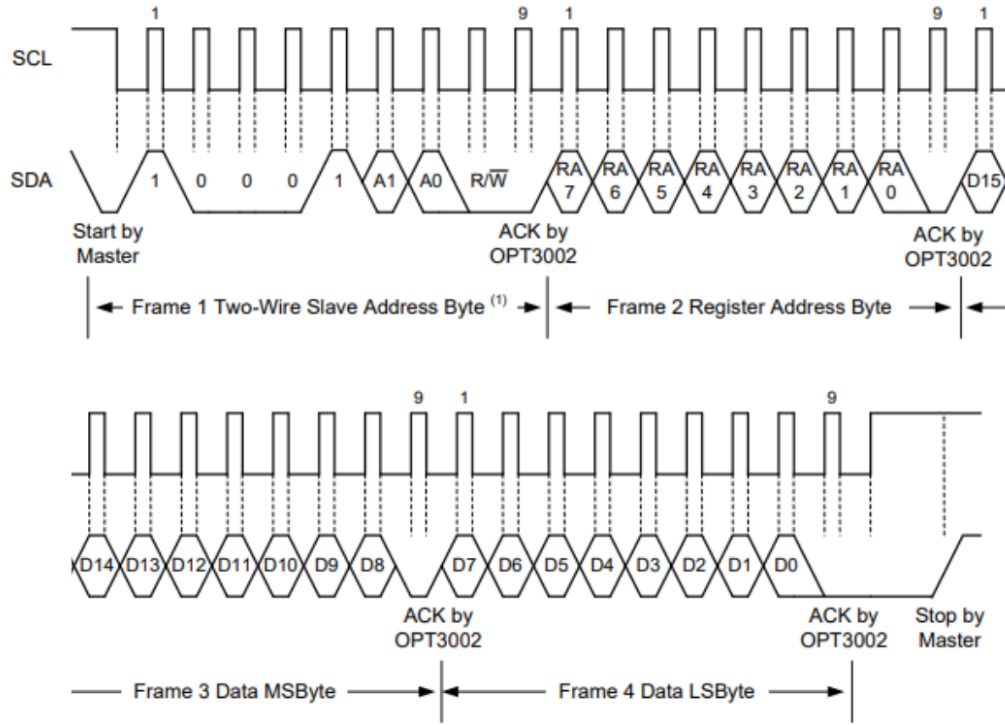 1 9 1 9 1
SCL
SDA 1 0 0 0 1 A1 A0 R/W̅ RA 7 RA 6 RA 5 RA 4 RA 3 RA 2 RA 1 RA 0 D15
Start by Master ACK by OPT3002 ACK by OPT3002
Frame 1 Two-Wire Slave Address Byte (1) Frame 2 Register Address Byte
9 1 9
D14 D13 D12 D11 D10 D9 D8 D7 D6 D5 D4 D3 D2 D1 D0
ACK by OPT3002 ACK by OPT3002 Stop by Master
Frame 3 Data MSByte Frame 4 Data LSByte